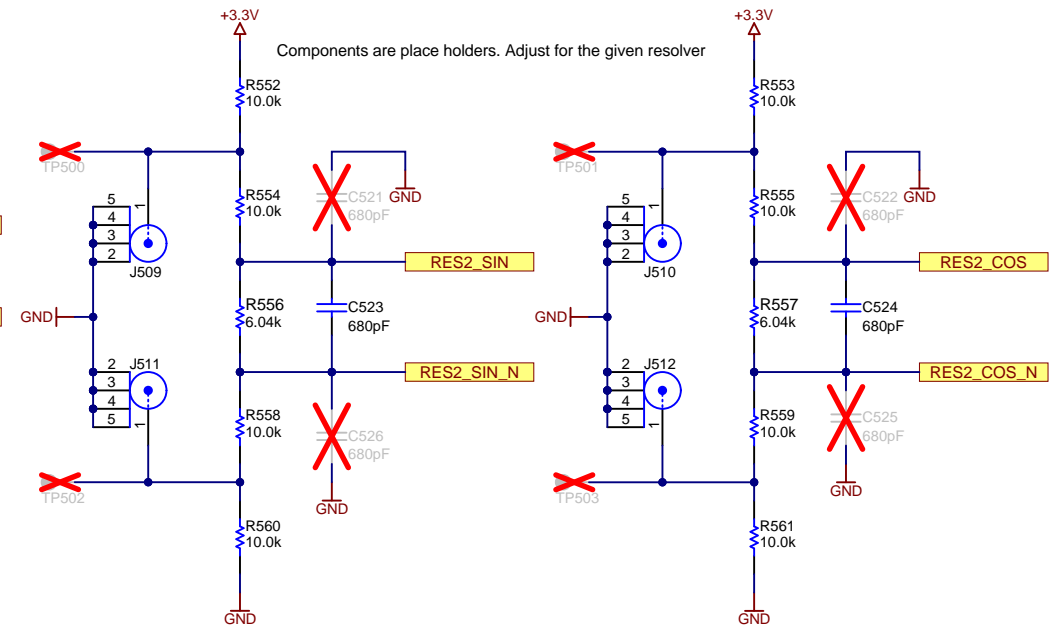 +3.3V
+3.3V
Components are place holders. Adjust for the given resolver
R552
10.0k
R553
10.0k
TP500
TP501
R554
10.0k
C521
680pF
GND
R555
10.0k
C522
680pF
GND
5
4
3
2
1
J509
5
4
3
2
1
J510
RES2_SIN
RES2_COS
GND
R556
6.04k
C523
680pF
GND
R557
6.04k
C524
680pF
2
3
4
5
1
J511
2
3
4
5
1
J512
RES2_SIN_N
RES2_COS_N
R558
10.0k
C526
680pF
R559
10.0k
C525
680pF
TP502
TP503
GND
GND
R560
10.0k
R561
10.0k
GND
GND